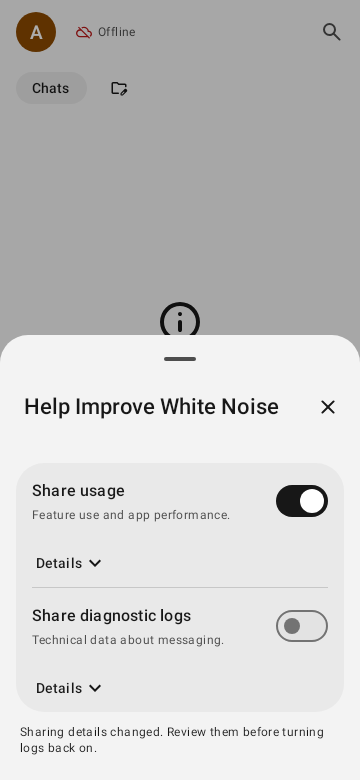 A
Offline
Chats
Help Improve White Noise
Share usage
Feature use and app performance.
Details
Share diagnostic logs
Technical data about messaging.
Details
Sharing details changed. Review them before turning
logs back on.